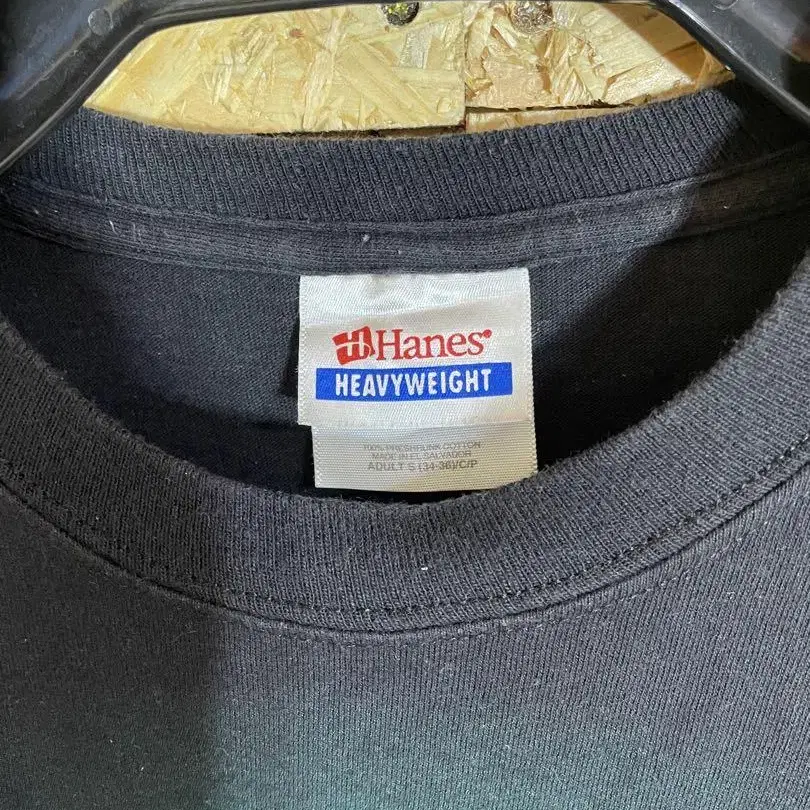 Hanes
HEAVYWEIGHT
100% PRESHRUNK COTTON
MADE IN EL SALVADOR
ADULT S (34-36)/C/P